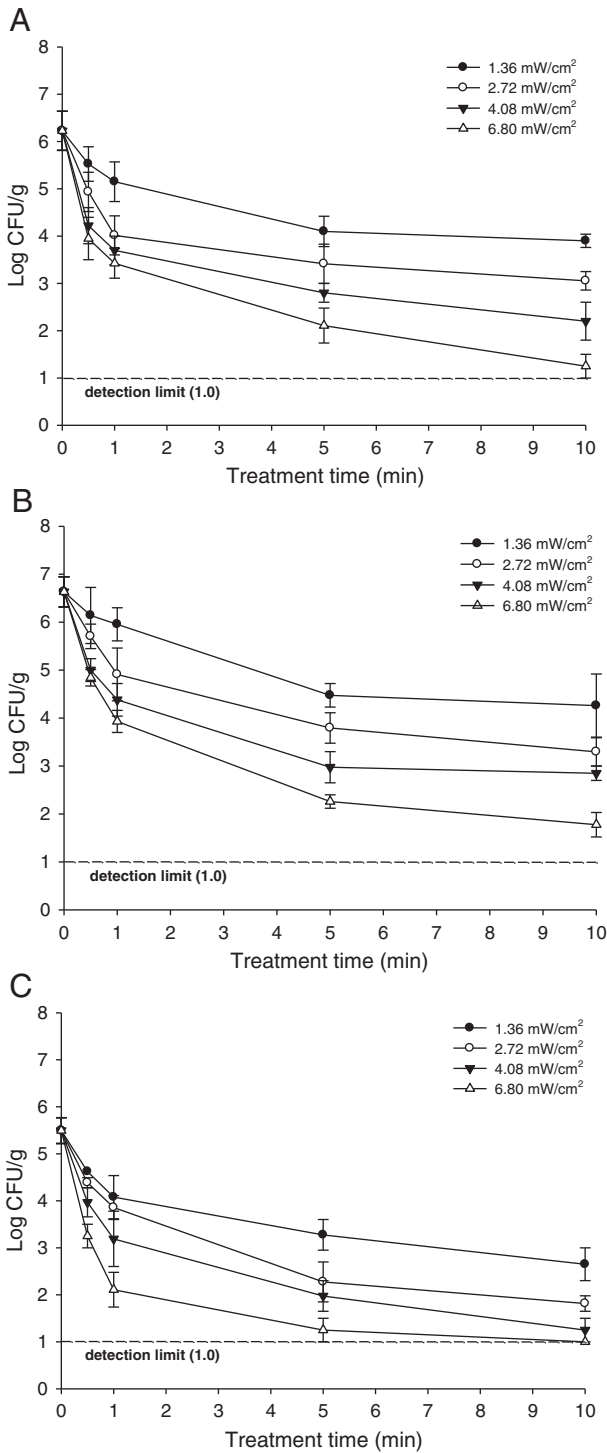 A
8
7
6
5
4
3
2
1
0
Log CFU/g
1.36 mW/cm²
2.72 mW/cm²
4.08 mW/cm²
6.80 mW/cm²
detection limit (1.0)
0 1 2 3 4 5 6 7 8 9 10
Treatment time (min)
B
8
7
6
5
4
3
2
1
0
Log CFU/g
1.36 mW/cm²
2.72 mW/cm²
4.08 mW/cm²
6.80 mW/cm²
detection limit (1.0)
0 1 2 3 4 5 6 7 8 9 10
Treatment time (min)
C
8
7
6
5
4
3
2
1
0
Log CFU/g
1.36 mW/cm²
2.72 mW/cm²
4.08 mW/cm²
6.80 mW/cm²
detection limit (1.0)
0 1 2 3 4 5 6 7 8 9 10
Treatment time (min)